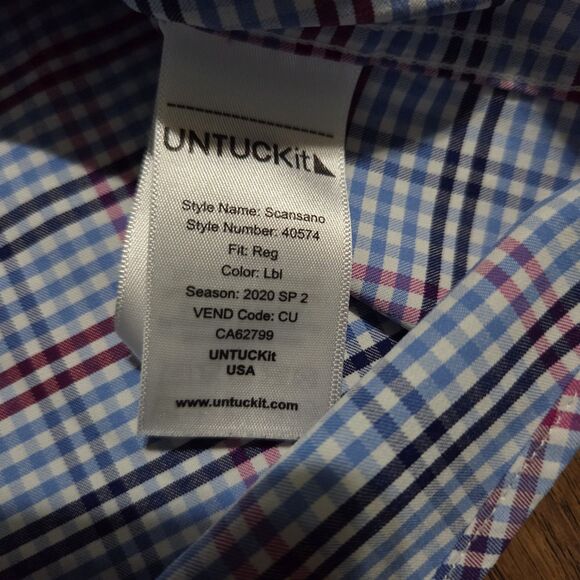 UNTUCKit
Style Name: Scansano
Style Number: 40574
Fit: Reg
Color: Lbl
Season: 2020 SP 2
VEND Code: CU
CA62799
UNTUCKit
USA
www.untuckit.com